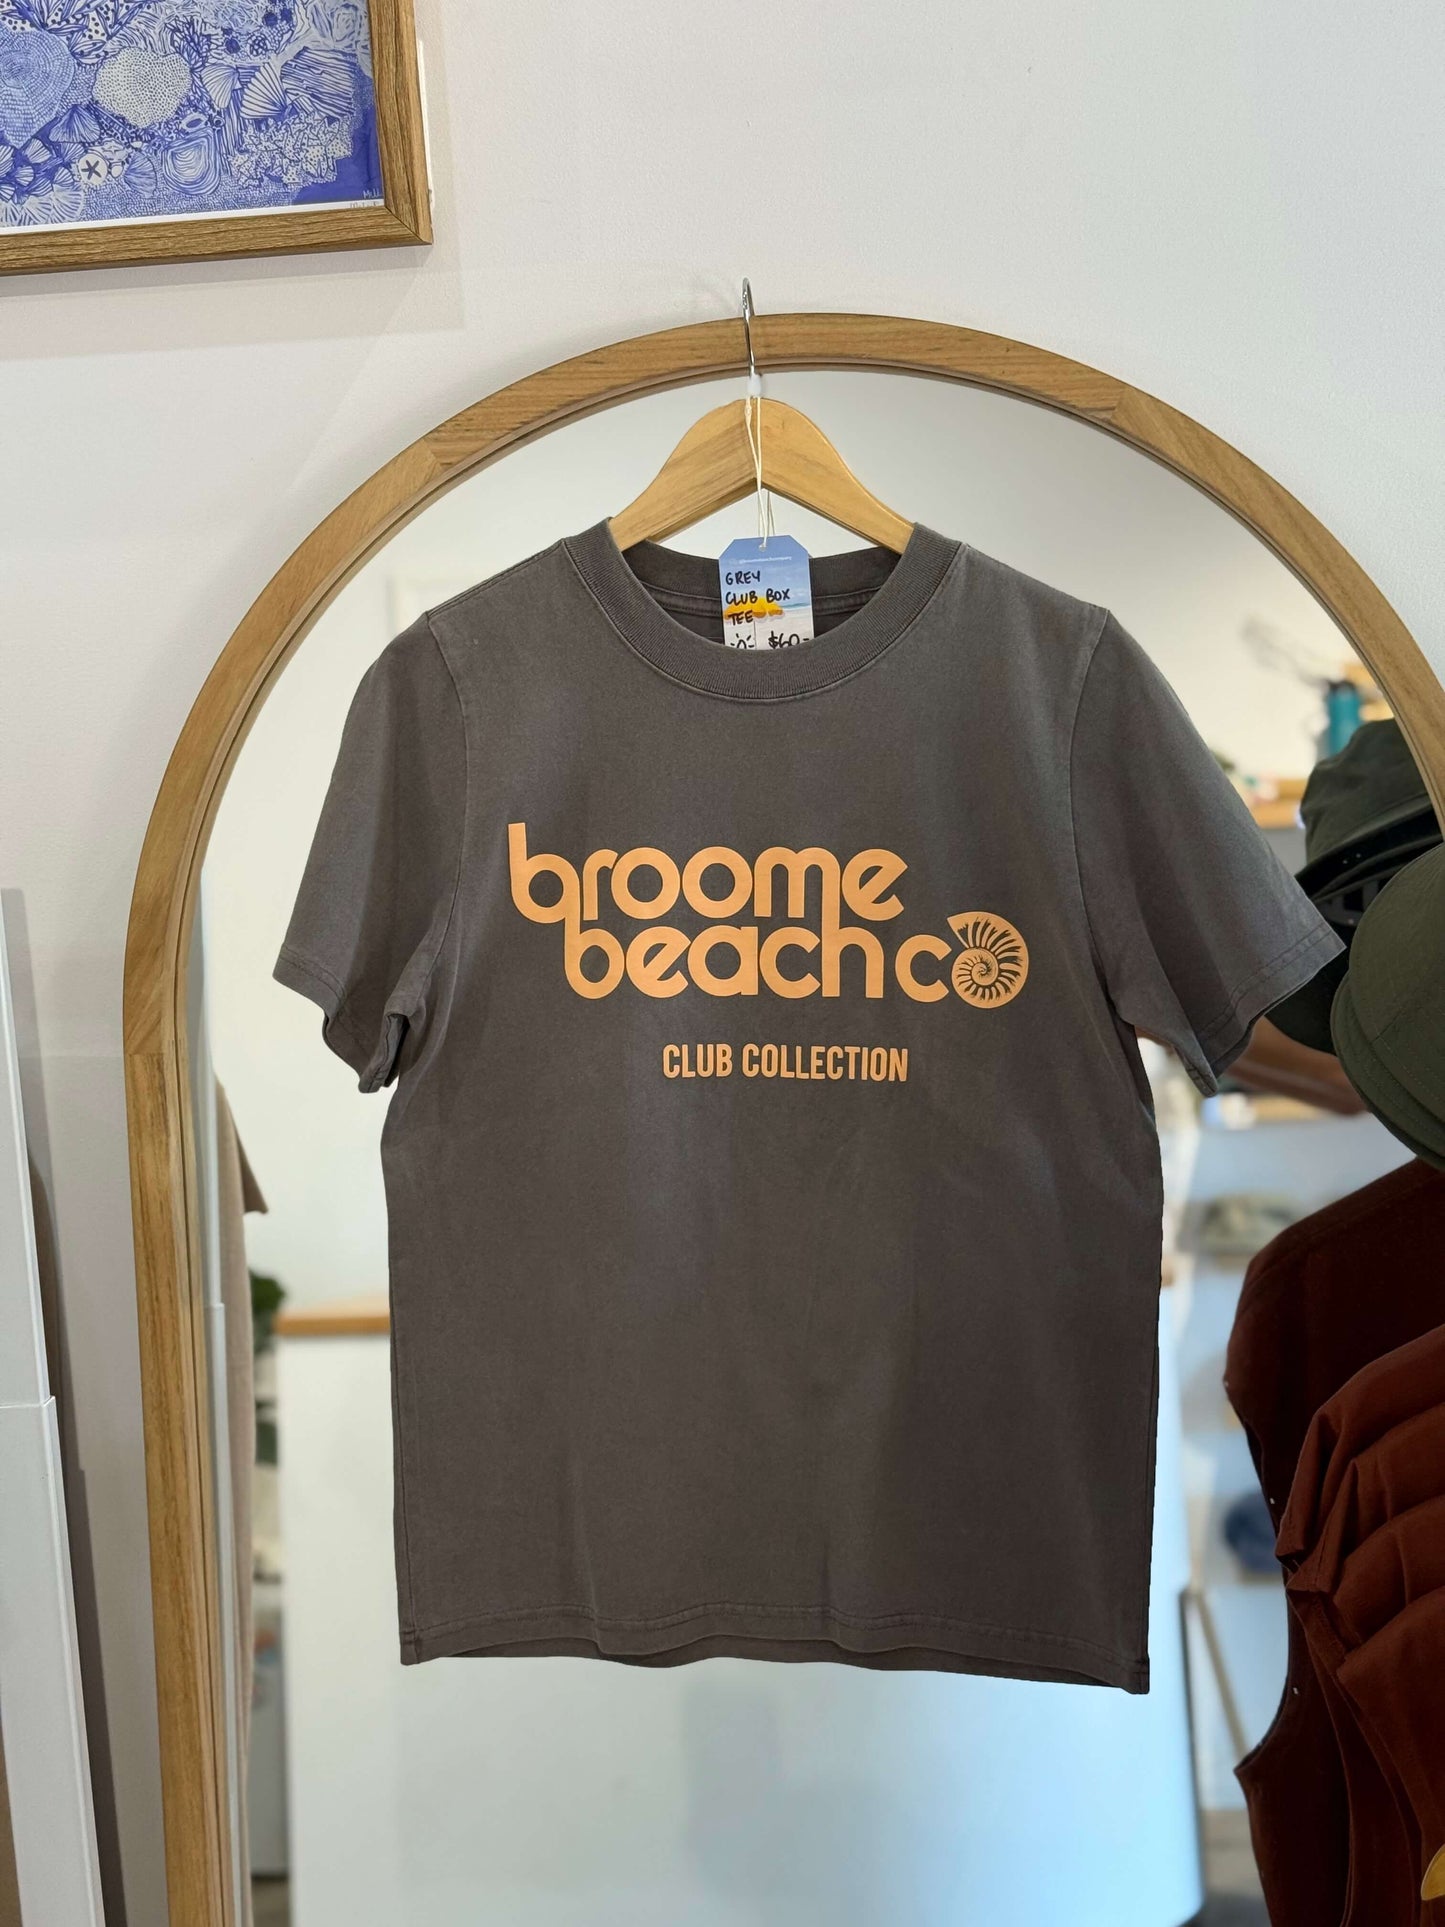 GREY
CLUB BOX
TEE
$60-
broome
beach co
CLUB COLLECTION